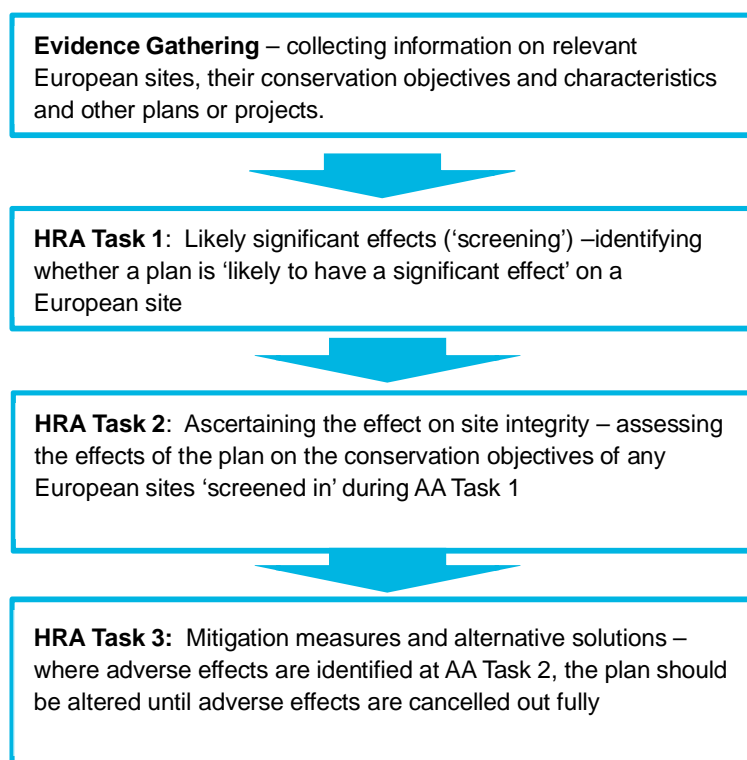 Evidence Gathering – collecting information on relevant
European sites, their conservation objectives and characteristics
and other plans or projects.
HRA Task 1:  Likely significant effects (‘screening’) –identifying
whether a plan is ‘likely to have a significant effect’ on a
European site
HRA Task 2:  Ascertaining the effect on site integrity – assessing
the effects of the plan on the conservation objectives of any
European sites ‘screened in’ during AA Task 1
HRA Task 3:  Mitigation measures and alternative solutions –
where adverse effects are identified at AA Task 2, the plan should
be altered until adverse effects are cancelled out fully